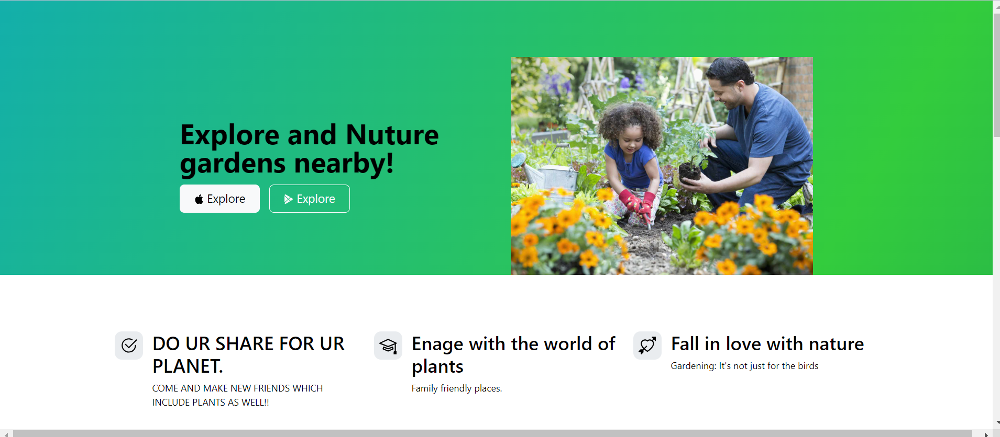 Explore and Nuture
gardens nearby!
Explore
Explore
DO UR SHARE FOR UR
PLANET.
COME AND MAKE NEW FRIENDS WHICH
INCLUDE PLANTS AS WELL!!
Enage with the world of
plants
Family friendly places.
Fall in love with nature
Gardening: It's not just for the birds